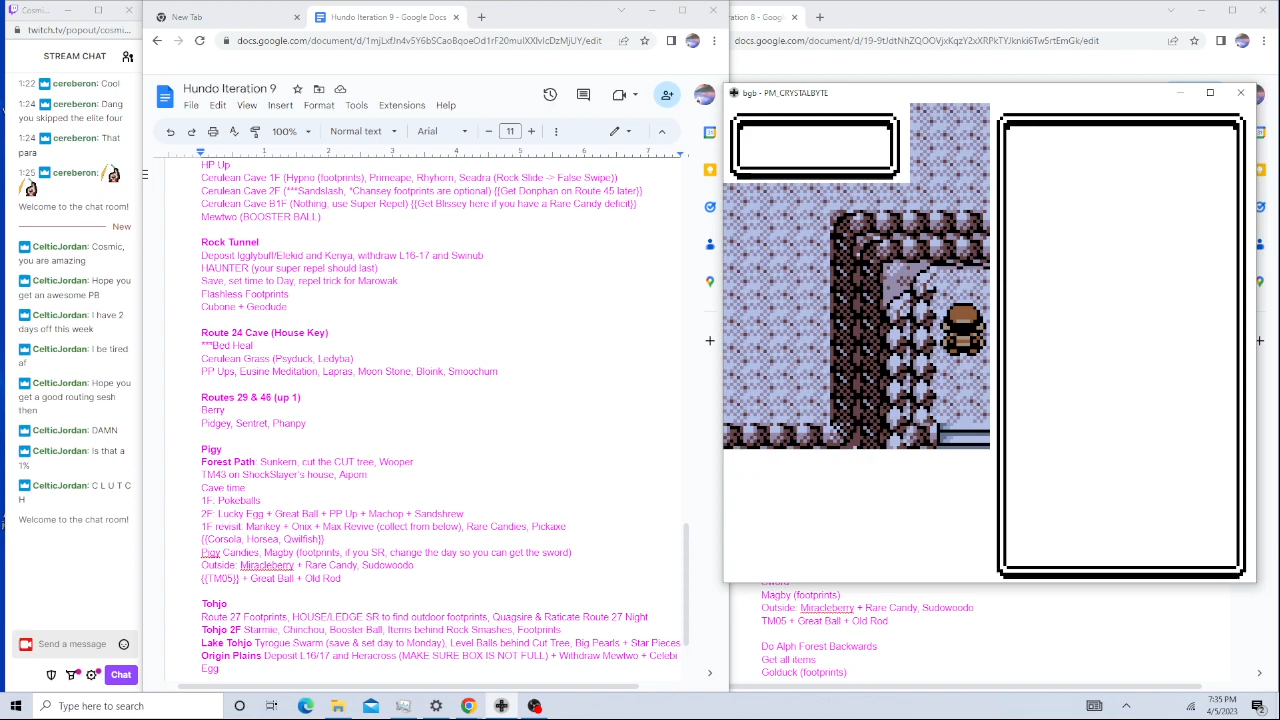 Cosmi...
twitch.tv/popout/cosmi...
STREAM CHAT
1:22 cereberon: Cool
1:24 cereberon: Dang
you skipped the elite four
1:24 cereberon: That
para
1:25 cereberon:
Welcome to the chat room!
New
CelticJordan: Cosmic,
you are amazing
CelticJordan: Hope you
get an awesome PB
CelticJordan: I have 2
days off this week
CelticJordan: I be tired
af
CelticJordan: Hope you
get a good routing sesh
then
CelticJordan: DAMN
CelticJordan: Is that a
1%
CelticJordan: C L U T C
H
Welcome to the chat room!
Send a message
Chat
New Tab
Hundo Iteration 9 - Google Docs
docs.google.com/document/d/1mjLxfJn4v5Y6b9SJoBqoeOd1rF20muIXXlvIcDzMjUY/edit
Hundo Iteration 9
File Edit View Insert Format Tools Extensions Help
100% Normal text Arial 11
1 2 3 4 5 6 7
HP Up
Cerulean Cave 1F (Hypno (footprints), Primeape, Rhyhorn, Seadra (Rock Slide -> False Swipe))
Cerulean Cave 2F (***Sandslash, *Chansey footprints are optional) {{Get Donphan on Route 45 later}}
Cerulean Cave B1F (Nothing, use Super Repel) {{Get Blissey here if you have a Rare Candy deficit}}
Mewtwo (BOOSTER BALL)
Rock Tunnel
Deposit Igglybuff/Elekid and Kenya, withdraw L16-17 and Swinub
HAUNTER (your super repel should last)
Save, set time to Day, repel trick for Marowak
Flashless Footprints
Cubone + Geodude
Route 24 Cave (House Key)
***Bed Heal
Cerulean Grass (Psyduck, Ledyba)
PP Ups, Eusine Meditation, Lapras, Moon Stone, Bloink, Smoochum
Routes 29 & 46 (up 1)
Berry
Pidgey, Sentret, Phanpy
Pigy
Forest Path: Sunkern, cut the CUT tree, Wooper
TM43 on ShockSlayer's house, Aipom
Cave time
1F: Pokeballs
2F: Lucky Egg + Great Ball + PP Up + Machop + Sandshrew
1F revisit: Mankey + Onix + Max Revive (collect from below), Rare Candies, Pickaxe
{{Corsola, Horsea, Qwilfish}}
Pigy Candies, Magby (footprints, if you SR, change the day so you can get the sword)
Outside: Miracleberry + Rare Candy, Sudowoodo
{{TM05}} + Great Ball + Old Rod
Tohjo
Route 27 Footprints, HOUSE/LEDGE SR to find outdoor footprints, Quagsire & Raticate Route 27 Night
Tohjo 2F Starmie, Chinchou, Booster Ball, Items behind Rock Smashes, Footprints
Lake Tohjo Tyrogue Swarm (save & set day to Monday), Level Balls behind Cut Tree, Big Pearls + Star Pieces
Origin Plains Deposit L16/17 and Heracross (MAKE SURE BOX IS NOT FULL) + Withdraw Mewtwo + Celebi
Egg
bgb - PM_CRYSTALBYTE
Magby (footprints)
Outside: Miracleberry + Rare Candy, Sudowoodo
TM05 + Great Ball + Old Rod
Do Alph Forest Backwards
Get all items
Golduck (footprints)
Type here to search
7:35 PM
4/5/2023
2